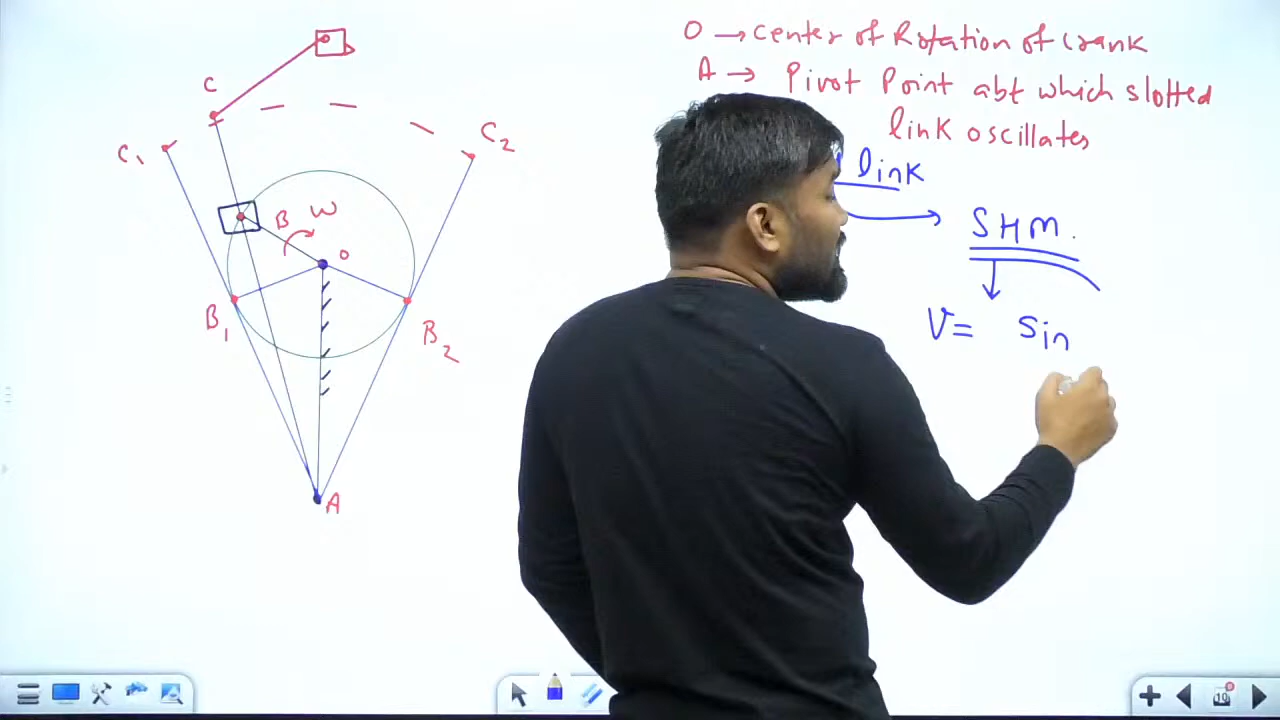 O → Center of Rotation of Crank
A → Pivot Point abt which slotted
link oscillates
link
SHM.
V= Sin
C
C1
C2
B
W
O
B1
B2
A